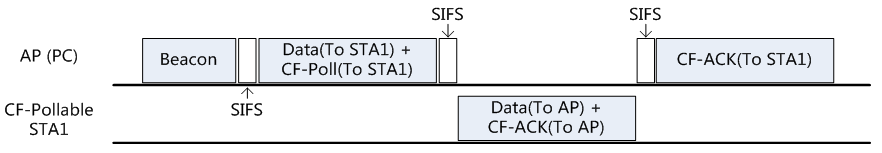 SIFS
SIFS
AP (PC)
Beacon
Data(To STA1) +
CF-Poll(To STA1)
CF-ACK(To STA1)
SIFS
CF-Pollable
STA1
Data(To AP) +
CF-ACK(To AP)